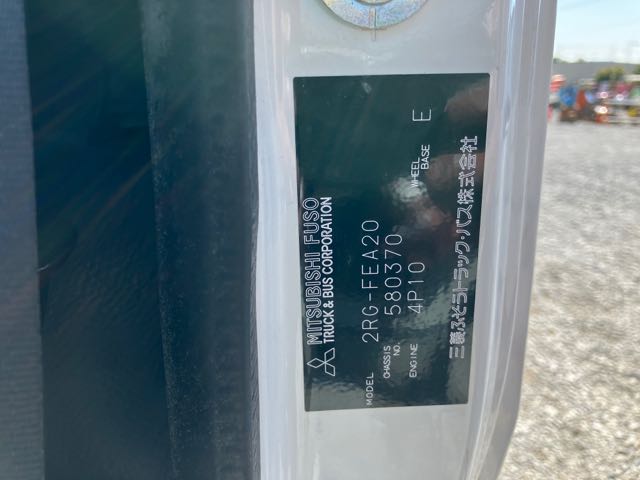 MITSUBISHI FUSO
TRUCK & BUS CORPORATION
MODEL 2RG-FEA20
CHASSIS NO. 580370
ENGINE 4P10 WHEEL BASE E
三菱ふそうトラック・バス株式会社